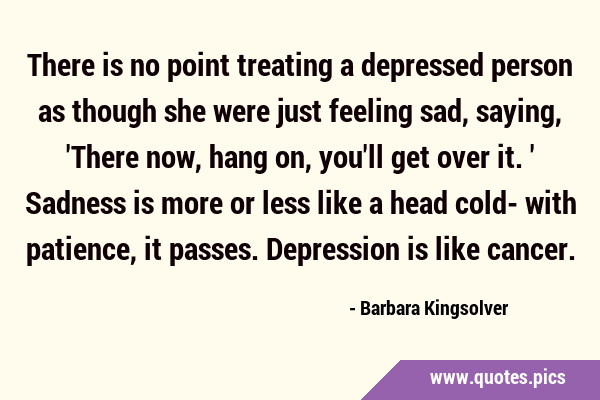 There is no point treating a depressed person
as though she were just feeling sad, saying,
'There now, hang on, you'll get over it. '
Sadness is more or less like a head cold- with
patience, it passes. Depression is like cancer.
- Barbara Kingsolver
www.quotes.pics